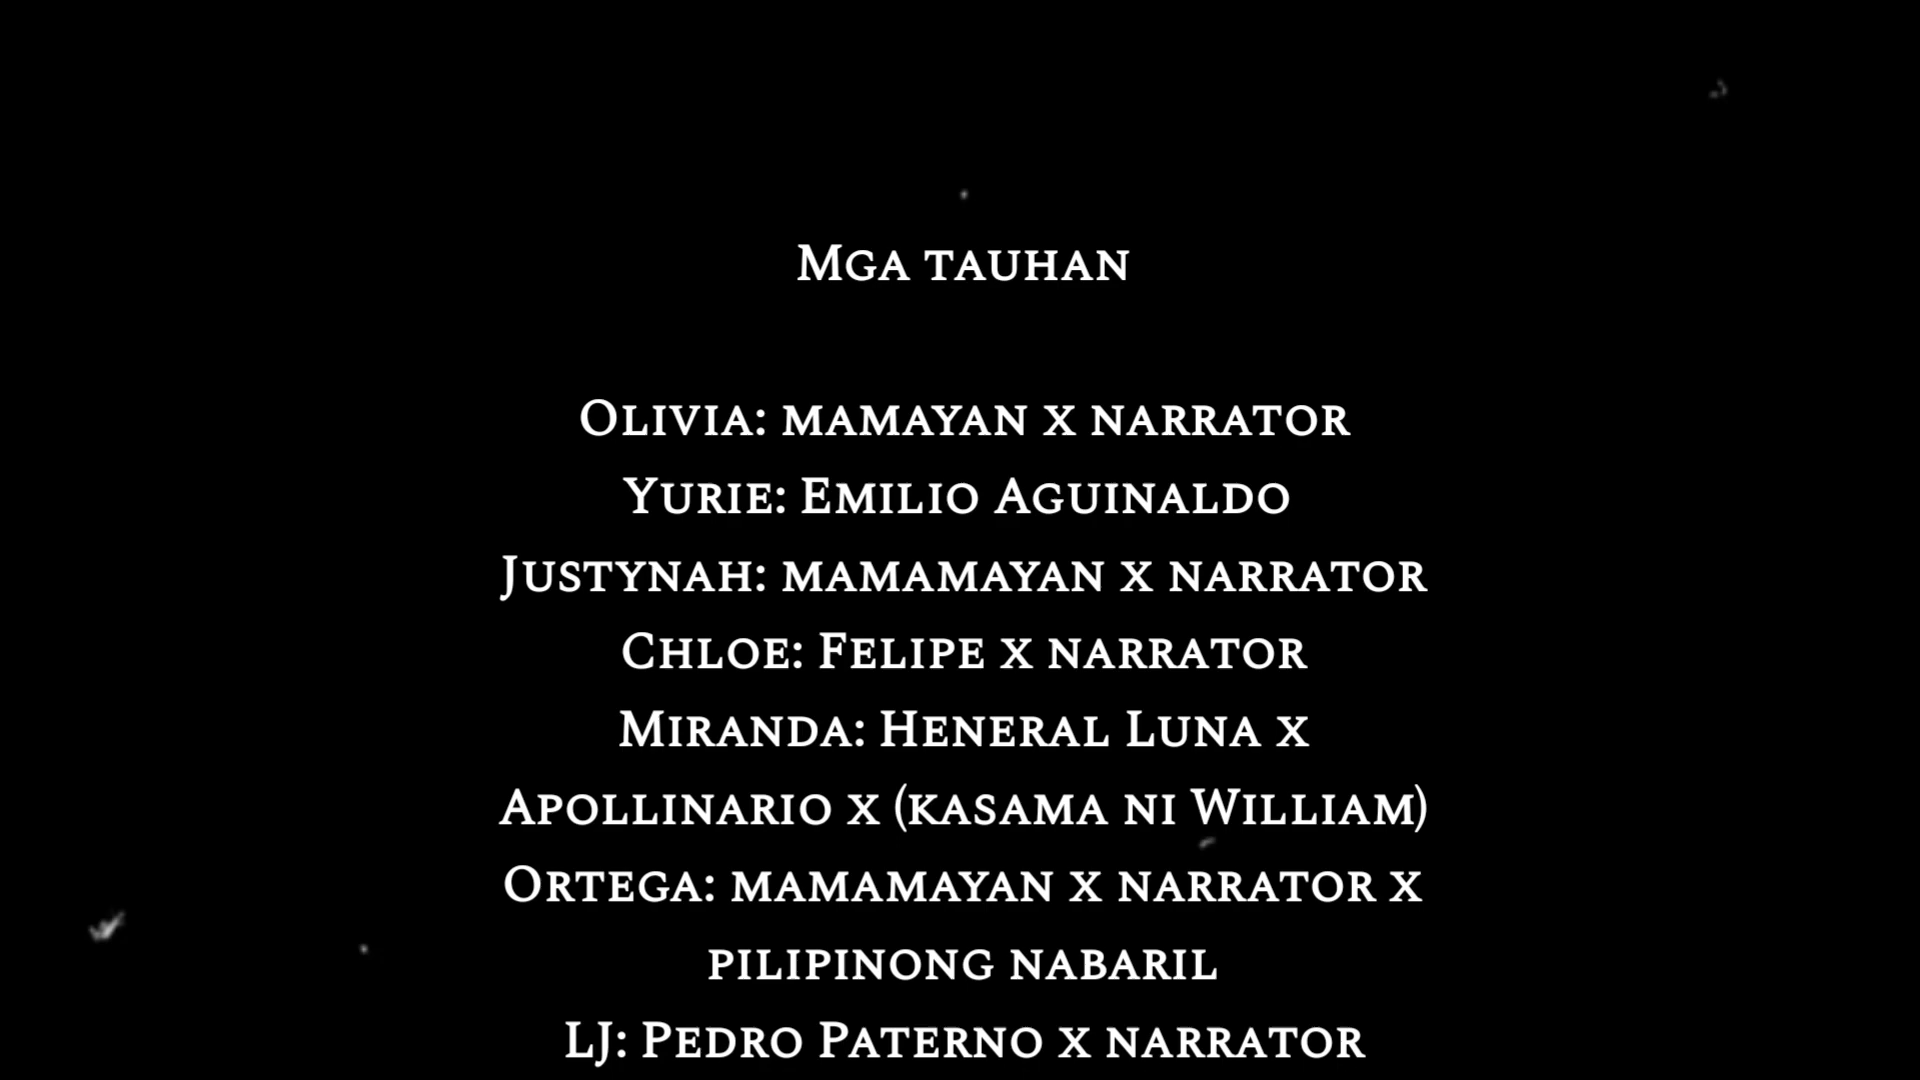 Mga tauhan
Olivia: mamayan x narrator
Yurie: Emilio Aguinaldo
Justynah: mamamayan x narrator
Chloe: Felipe x narrator
Miranda: Heneral Luna x
Apollinario x (kasama ni William)
Ortega: mamamayan x narrator x
pilipinong nabaril
LJ: Pedro Paterno x narrator